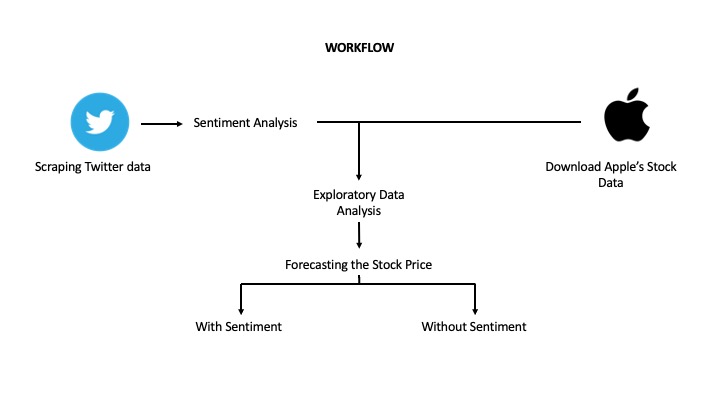 WORKFLOW
Sentiment Analysis
Scraping Twitter data
Download Apple’s Stock
Data
Exploratory Data
Analysis
Forecasting the Stock Price
With Sentiment
Without Sentiment